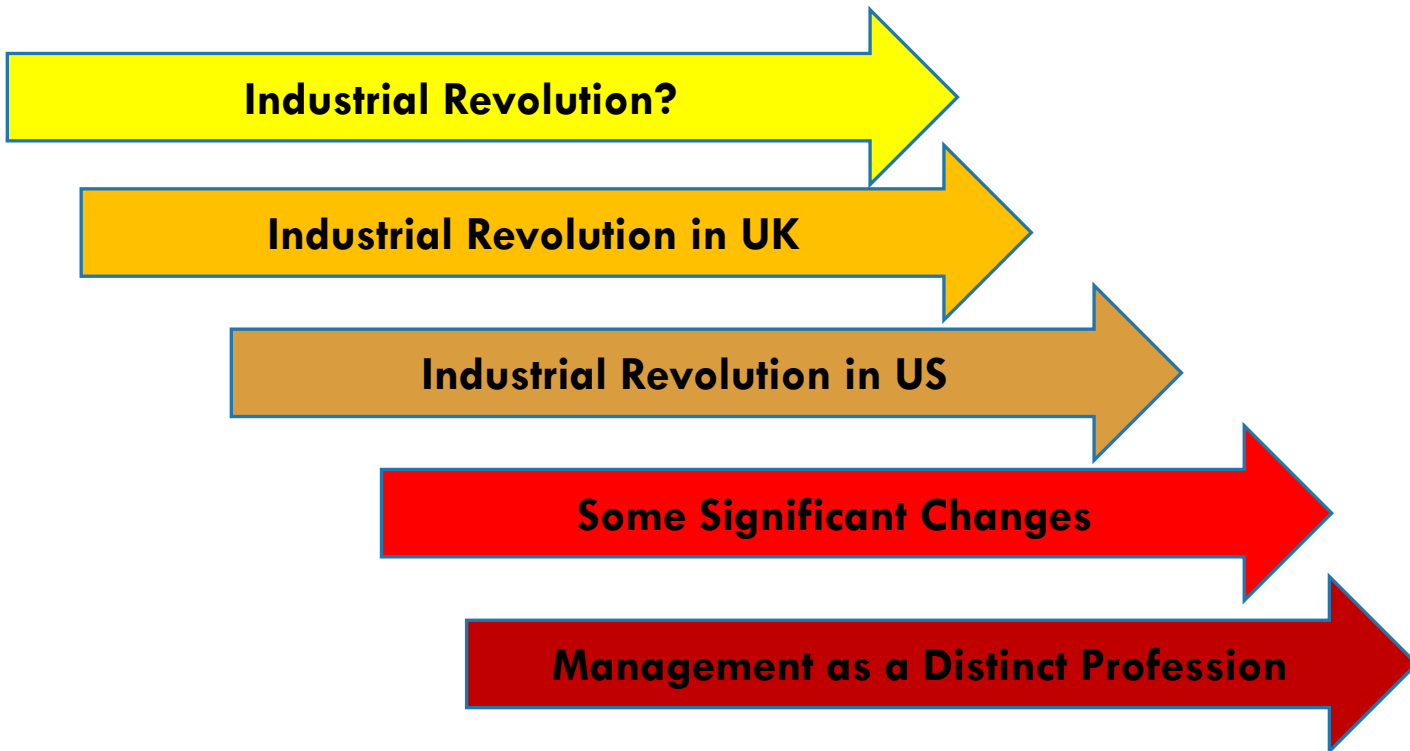 Industrial Revolution?
Industrial Revolution in UK
Industrial Revolution in US
Some Significant Changes
Management as a Distinct Profession